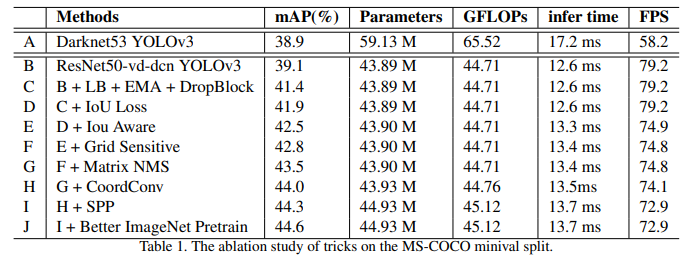 Methods mAP(%) Parameters GFLOPs infer time FPS
A Darknet53 YOLOv3 38.9 59.13 M 65.52 17.2 ms 58.2
B ResNet50-vd-dcn YOLOv3 39.1 43.89 M 44.71 12.6 ms 79.2
C B + LB + EMA + DropBlock 41.4 43.89 M 44.71 12.6 ms 79.2
D C + IoU Loss 41.9 43.89 M 44.71 12.6 ms 79.2
E D + Iou Aware 42.5 43.90 M 44.71 13.3 ms 74.9
F E + Grid Sensitive 42.8 43.90 M 44.71 13.4 ms 74.8
G F + Matrix NMS 43.5 43.90 M 44.71 13.4 ms 74.8
H G + CoordConv 44.0 43.93 M 44.76 13.5ms 74.1
I H + SPP 44.3 44.93 M 45.12 13.7 ms 72.9
J I + Better ImageNet Pretrain 44.6 44.93 M 45.12 13.7 ms 72.9
Table 1. The ablation study of tricks on the MS-COCO minival split.